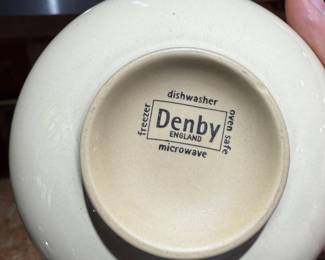 dishwasher
freezer
Denby
ENGLAND
oven safe
microwave